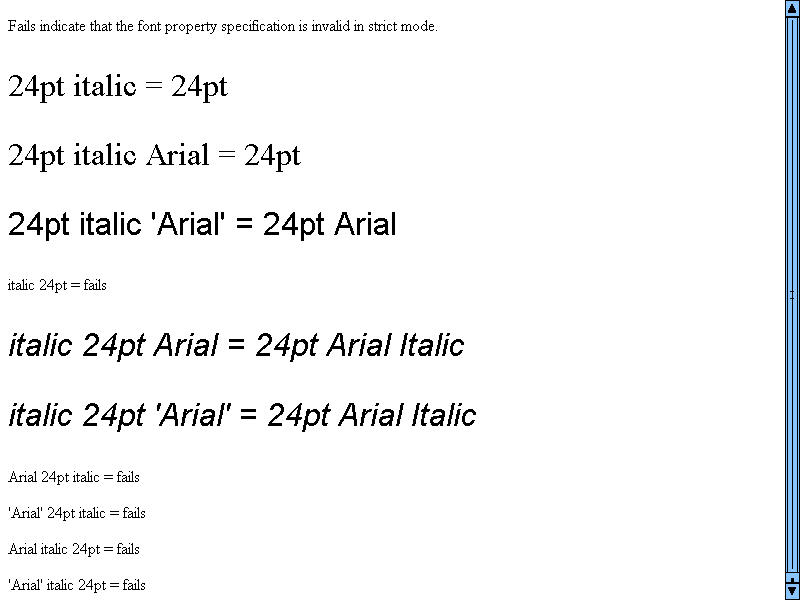 Fails indicate that the font property specification is invalid in strict mode.
24pt italic = 24pt
24pt italic Arial = 24pt
24pt italic 'Arial' = 24pt Arial
italic 24pt = fails
italic 24pt Arial = 24pt Arial Italic
italic 24pt 'Arial' = 24pt Arial Italic
Arial 24pt italic = fails
'Arial' 24pt italic = fails
Arial italic 24pt = fails
'Arial' italic 24pt = fails